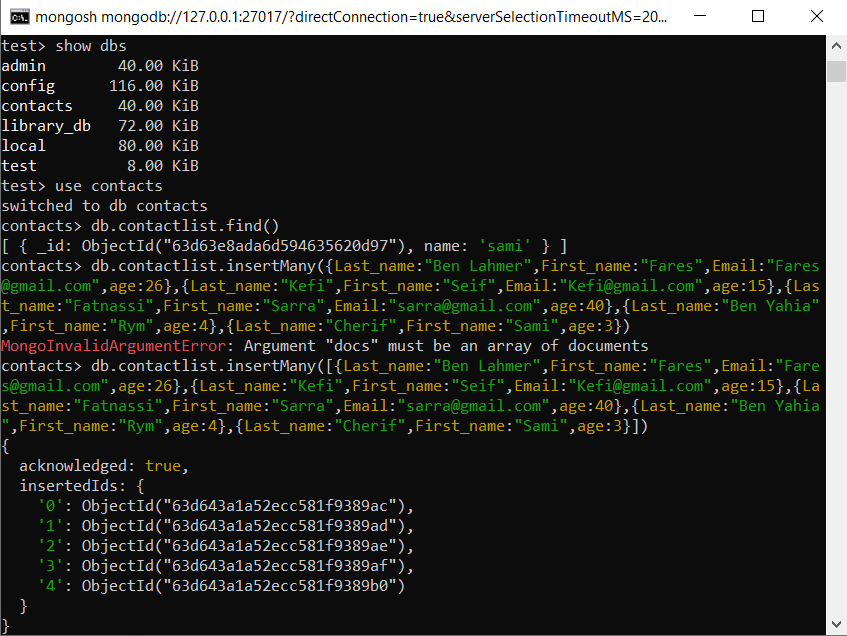 mongosh mongodb://127.0.0.1:27017/?directConnection=true&serverSelectionTimeoutMS=20...
test> show dbs
admin        40.00 KiB
config      116.00 KiB
contacts     40.00 KiB
library_db   72.00 KiB
local        80.00 KiB
test          8.00 KiB
test> use contacts
switched to db contacts
contacts> db.contactlist.find()
[ { _id: ObjectId("63d63e8ada6d594635620d97"), name: 'sami' } ]
contacts> db.contactlist.insertMany({Last_name:"Ben Lahmer",First_name:"Fares",Email:"Fares
@gmail.com",age:26},{Last_name:"Kefi",First_name:"Seif",Email:"Kefi@gmail.com",age:15},{Las
t_name:"Fatnassi",First_name:"Sarra",Email:"sarra@gmail.com",age:40},{Last_name:"Ben Yahia"
,First_name:"Rym",age:4},{Last_name:"Cherif",First_name:"Sami",age:3})
MongoInvalidArgumentError: Argument "docs" must be an array of documents
contacts> db.contactlist.insertMany([{Last_name:"Ben Lahmer",First_name:"Fares",Email:"Fare
s@gmail.com",age:26},{Last_name:"Kefi",First_name:"Seif",Email:"Kefi@gmail.com",age:15},{La
st_name:"Fatnassi",First_name:"Sarra",Email:"sarra@gmail.com",age:40},{Last_name:"Ben Yahia
",First_name:"Rym",age:4},{Last_name:"Cherif",First_name:"Sami",age:3}])
{
  acknowledged: true,
  insertedIds: {
    '0': ObjectId("63d643a1a52ecc581f9389ac"),
    '1': ObjectId("63d643a1a52ecc581f9389ad"),
    '2': ObjectId("63d643a1a52ecc581f9389ae"),
    '3': ObjectId("63d643a1a52ecc581f9389af"),
    '4': ObjectId("63d643a1a52ecc581f9389b0")
  }
}